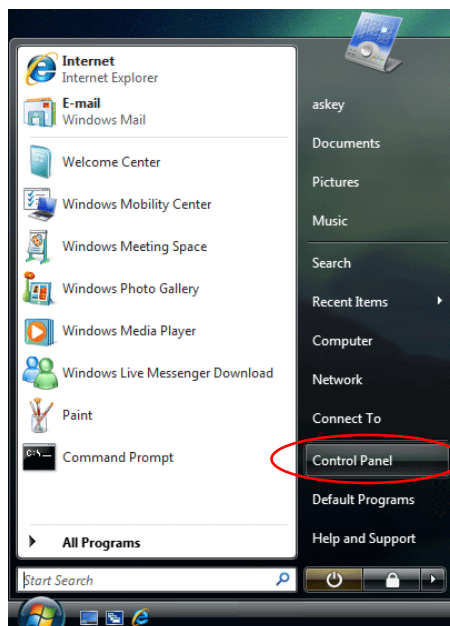 Internet
Internet Explorer
E-mail
Windows Mail
Welcome Center
Windows Mobility Center
Windows Meeting Space
Windows Photo Gallery
Windows Media Player
Windows Live Messenger Download
Paint
C:\_
Command Prompt
All Programs
Start Search
askey
Documents
Pictures
Music
Search
Recent Items
Computer
Network
Connect To
Control Panel
Default Programs
Help and Support